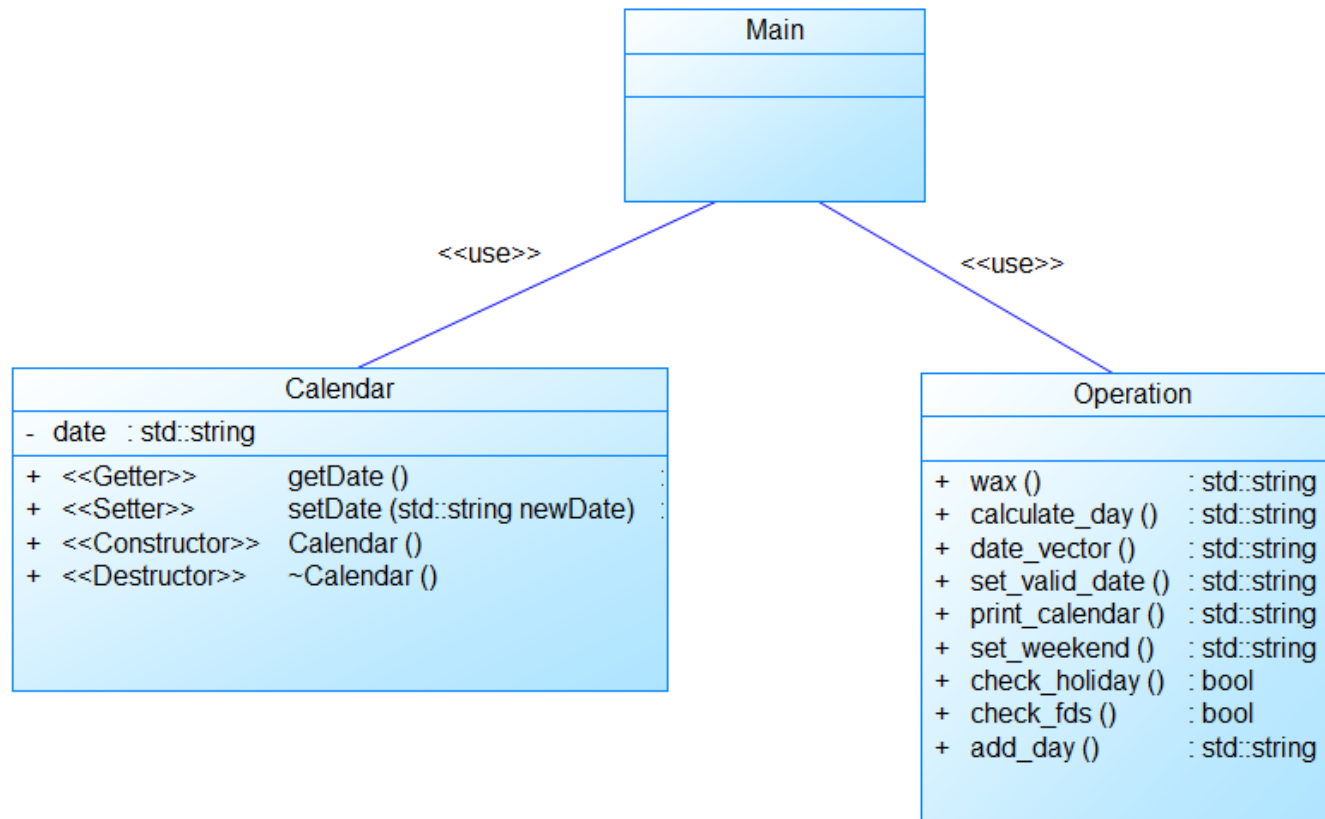 Main
<<use>>
<<use>>
Calendar
- date : std::string
+ <<Getter>> getDate () :
+ <<Setter>> setDate (std::string newDate) :
+ <<Constructor>> Calendar ()
+ <<Destructor>> ~Calendar ()
Operation
+ wax () : std::string
+ calculate_day () : std::string
+ date_vector () : std::string
+ set_valid_date () : std::string
+ print_calendar () : std::string
+ set_weekend () : std::string
+ check_holiday () : bool
+ check_fds () : bool
+ add_day () : std::string